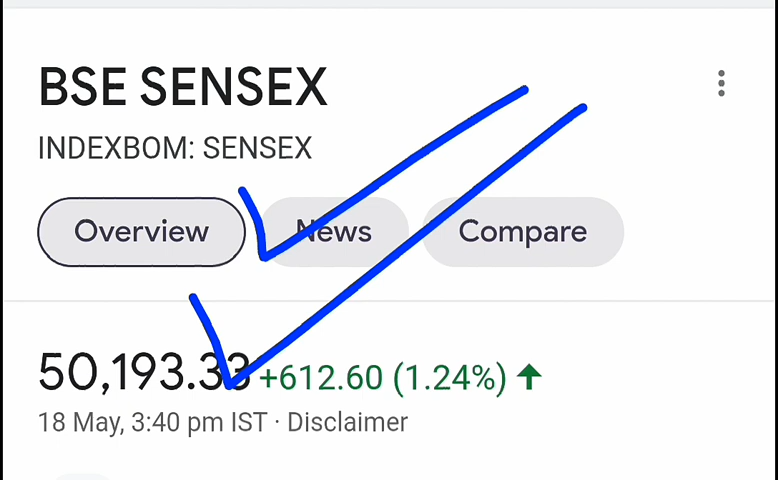 BSE SENSEX
INDEXBOM: SENSEX
Overview News Compare
50,193.33 +612.60 (1.24%)
18 May, 3:40 pm IST · Disclaimer